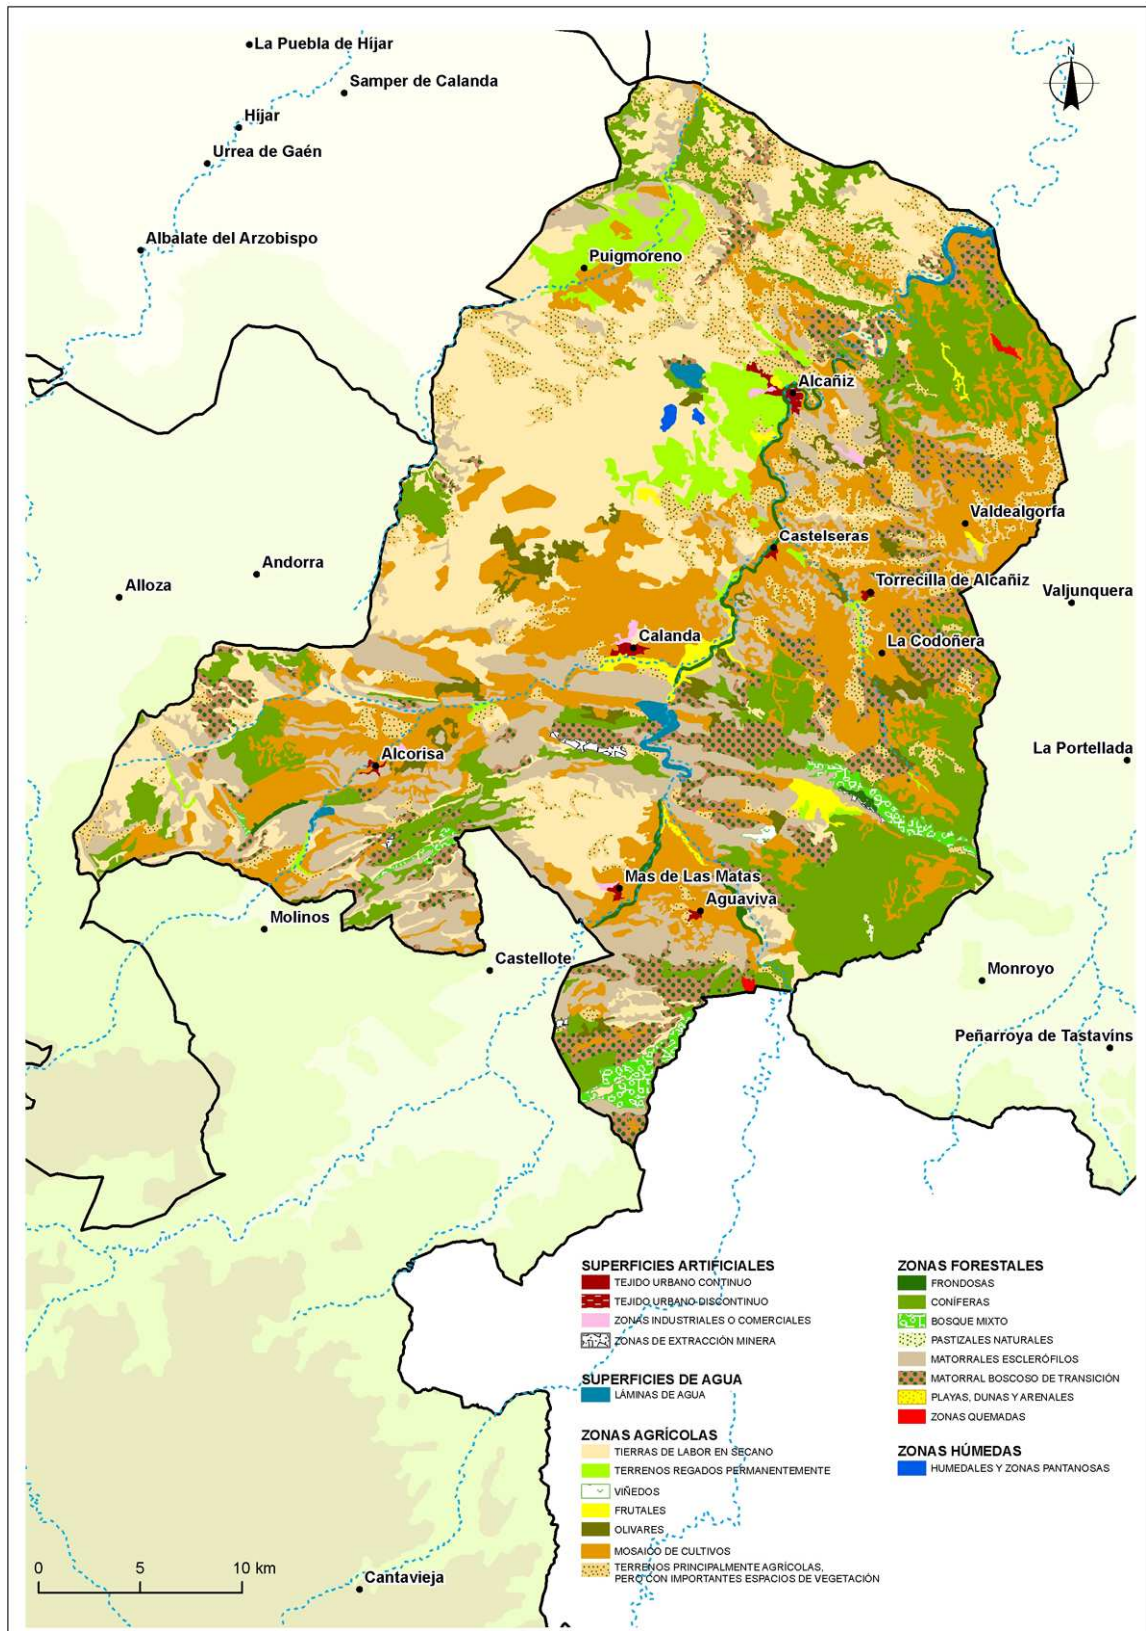 La Puebla de Híjar
N
Samper de Calanda
Híjar
Urrea de Gaén
Albalate del Arzobispo
Puigmoreno
Alcañiz
Valdealgorfa
Castelseras
Andorra
Torrecilla de Alcañiz
Alloza
Valjunquera
Calanda
La Codoñera
La Portellada
Alcorisa
Mas de Las Matas
Aguaviva
Molinos
Castellote
Monroyo
Peñarroya de Tastavíns
SUPERFICIES ARTIFICIALES
TEJIDO URBANO CONTINUO
TEJIDO URBANO DISCONTINUO
ZONAS INDUSTRIALES O COMERCIALES
ZONAS DE EXTRACCIÓN MINERA
SUPERFICIES DE AGUA
LÁMINAS DE AGUA
ZONAS AGRÍCOLAS
TIERRAS DE LABOR EN SECANO
TERRENOS REGADOS PERMANENTEMENTE
VIÑEDOS
FRUTALES
OLIVARES
MOSAICO DE CULTIVOS
TERRENOS PRINCIPALMENTE AGRÍCOLAS,
PERO CON IMPORTANTES ESPACIOS DE VEGETACIÓN
ZONAS FORESTALES
FRONDOSAS
CONÍFERAS
BOSQUE MIXTO
PASTIZALES NATURALES
MATORRALES ESCLERÓFILOS
MATORRAL BOSCOSO DE TRANSICIÓN
PLAYAS, DUNAS Y ARENALES
ZONAS QUEMADAS
ZONAS HÚMEDAS
HUMEDALES Y ZONAS PANTANOSAS
0 5 10 km
Cantavieja